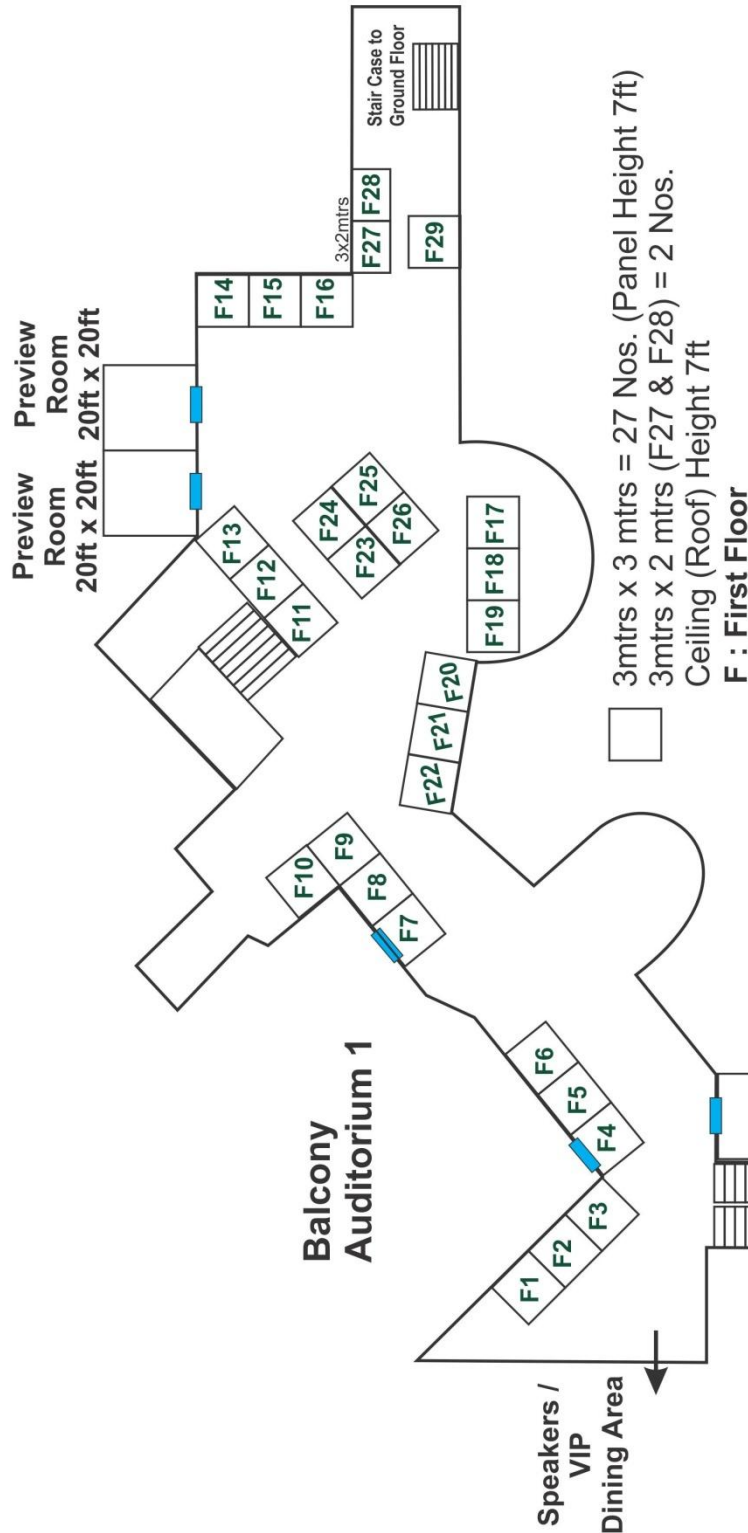 Preview
Room
20ft x 20ft
Preview
Room
20ft x 20ft
Stair Case to
Ground Floor
3x2mtrs
F14
F15
F16
F27
F28
F29
F13
F12
F11
F24
F25
F23
F26
F19
F18
F17
F22
F21
F20
F10
F9
F8
F7
Balcony
Auditorium 1
F6
F5
F4
F1
F2
F3
Speakers /
VIP
Dining Area
3mtrs x 3 mtrs = 27 Nos. (Panel Height 7ft)
3mtrs x 2 mtrs (F27 & F28) = 2 Nos.
Ceiling (Roof) Height 7ft
F : First Floor